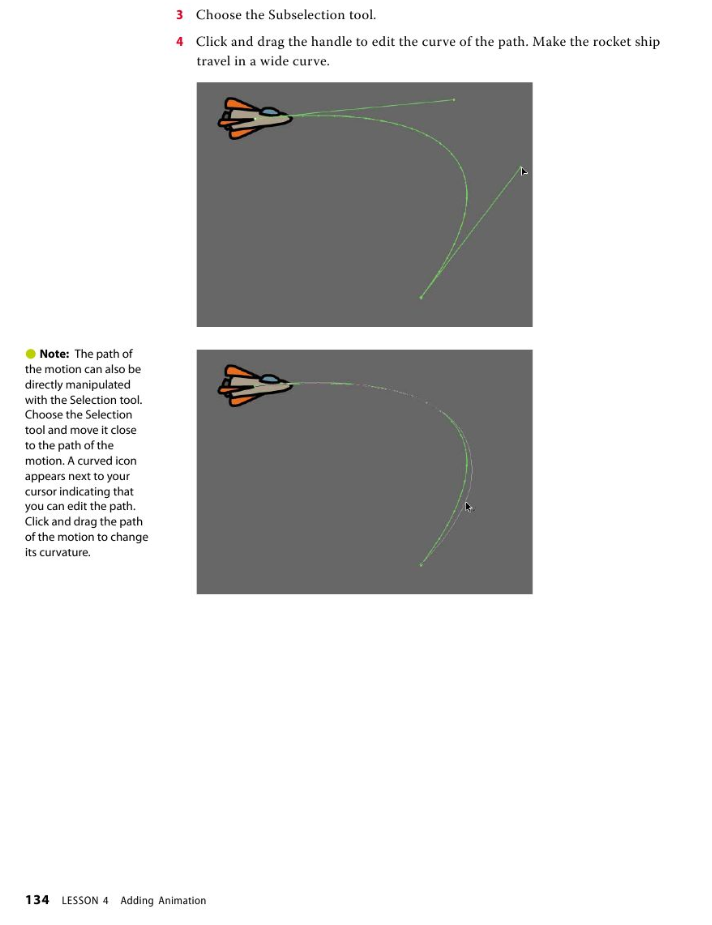 3 Choose the Subselection tool.
4 Click and drag the handle to edit the curve of the path. Make the rocket ship
travel in a wide curve.
Note: The path of
the motion can also be
directly manipulated
with the Selection tool.
Choose the Selection
tool and move it close
to the path of the
motion. A curved icon
appears next to your
cursor indicating that
you can edit the path.
Click and drag the path
of the motion to change
its curvature.
134 LESSON 4 Adding Animation